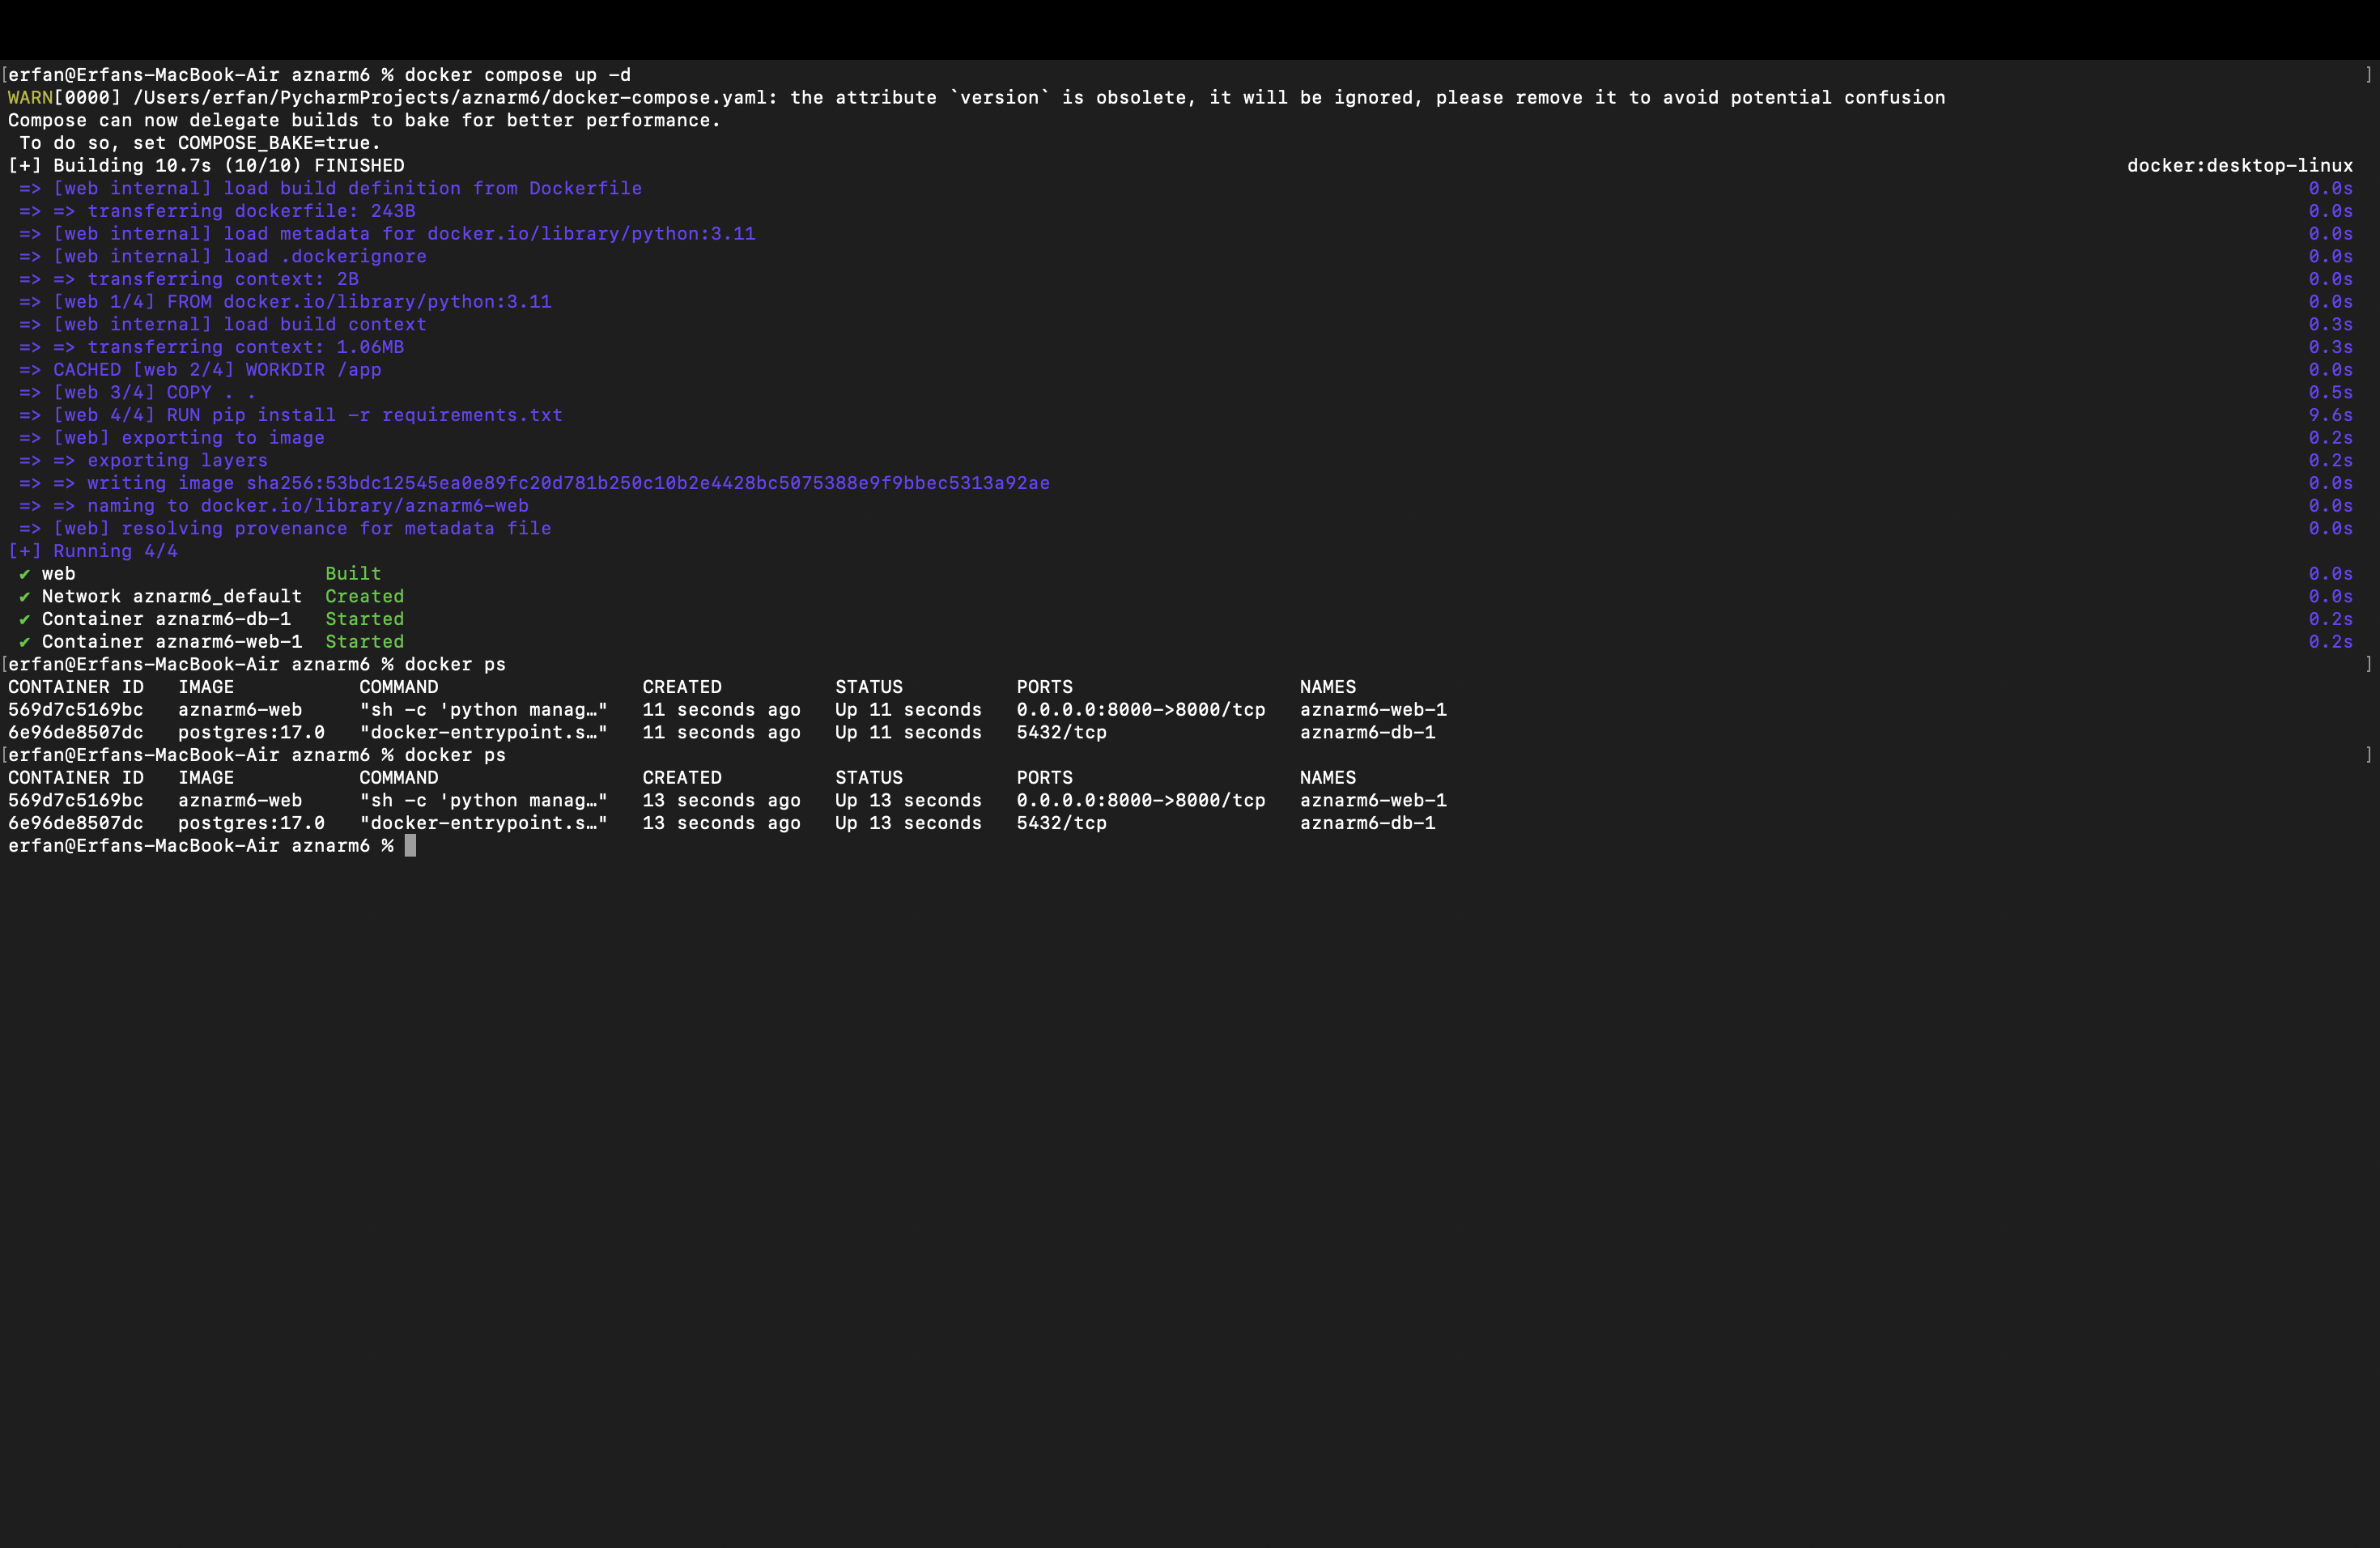 [erfan@Erfans-MacBook-Air aznarm6 % docker compose up -d ]
WARN[0000] /Users/erfan/PycharmProjects/aznarm6/docker-compose.yaml: the attribute `version` is obsolete, it will be ignored, please remove it to avoid potential confusion
Compose can now delegate builds to bake for better performance.
 To do so, set COMPOSE_BAKE=true.
[+] Building 10.7s (10/10) FINISHED docker:desktop-linux
 => [web internal] load build definition from Dockerfile 0.0s
 => => transferring dockerfile: 243B 0.0s
 => [web internal] load metadata for docker.io/library/python:3.11 0.0s
 => [web internal] load .dockerignore 0.0s
 => => transferring context: 2B 0.0s
 => [web 1/4] FROM docker.io/library/python:3.11 0.0s
 => [web internal] load build context 0.3s
 => => transferring context: 1.06MB 0.3s
 => CACHED [web 2/4] WORKDIR /app 0.0s
 => [web 3/4] COPY . . 0.5s
 => [web 4/4] RUN pip install -r requirements.txt 9.6s
 => [web] exporting to image 0.2s
 => => exporting layers 0.2s
 => => writing image sha256:53bdc12545ea0e89fc20d781b250c10b2e4428bc5075388e9f9bbec5313a92ae 0.0s
 => => naming to docker.io/library/aznarm6-web 0.0s
 => [web] resolving provenance for metadata file 0.0s
[+] Running 4/4
 ✔ web Built 0.0s
 ✔ Network aznarm6_default Created 0.0s
 ✔ Container aznarm6-db-1 Started 0.2s
 ✔ Container aznarm6-web-1 Started 0.2s
[erfan@Erfans-MacBook-Air aznarm6 % docker ps ]
CONTAINER ID IMAGE COMMAND CREATED STATUS PORTS NAMES
569d7c5169bc aznarm6-web "sh -c 'python manag…" 11 seconds ago Up 11 seconds 0.0.0.0:8000->8000/tcp aznarm6-web-1
6e96de8507dc postgres:17.0 "docker-entrypoint.s…" 11 seconds ago Up 11 seconds 5432/tcp aznarm6-db-1
[erfan@Erfans-MacBook-Air aznarm6 % docker ps ]
CONTAINER ID IMAGE COMMAND CREATED STATUS PORTS NAMES
569d7c5169bc aznarm6-web "sh -c 'python manag…" 13 seconds ago Up 13 seconds 0.0.0.0:8000->8000/tcp aznarm6-web-1
6e96de8507dc postgres:17.0 "docker-entrypoint.s…" 13 seconds ago Up 13 seconds 5432/tcp aznarm6-db-1
erfan@Erfans-MacBook-Air aznarm6 %